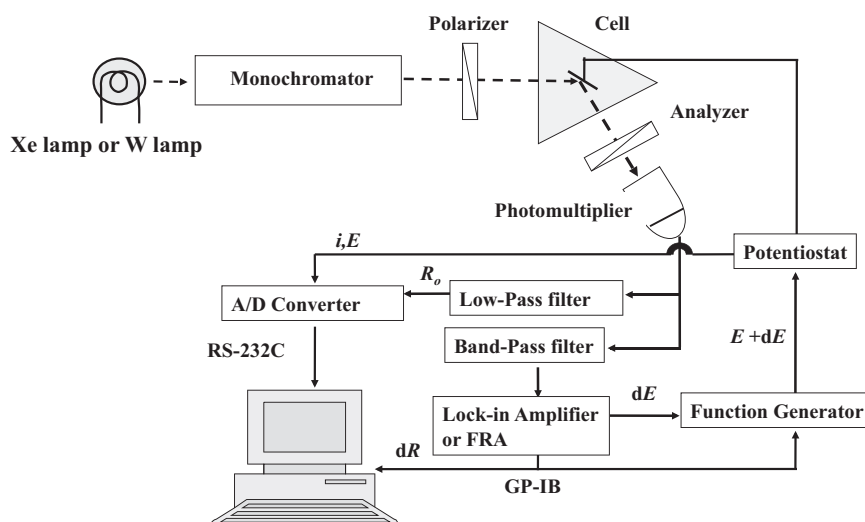 Polarizer
Cell
Monochromator
Analyzer
Xe lamp or W lamp
Photomultiplier
i,E
Potentiostat
R_o
A/D Converter
Low-Pass filter
RS-232C
Band-Pass filter
E +dE
dE
Lock-in Amplifier
or FRA
Function Generator
dR
GP-IB